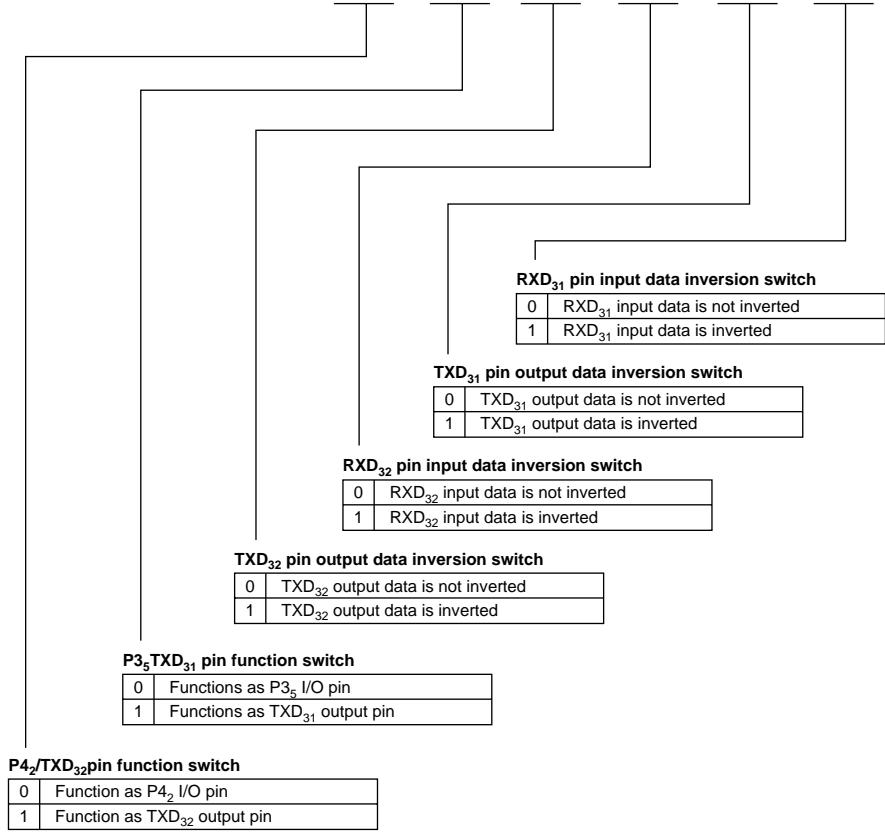 RXD₃₁ pin input data inversion switch
0 RXD₃₁ input data is not inverted
1 RXD₃₁ input data is inverted
TXD₃₁ pin output data inversion switch
0 TXD₃₁ output data is not inverted
1 TXD₃₁ output data is inverted
RXD₃₂ pin input data inversion switch
0 RXD₃₂ input data is not inverted
1 RXD₃₂ input data is inverted
TXD₃₂ pin output data inversion switch
0 TXD₃₂ output data is not inverted
1 TXD₃₂ output data is inverted
P3₅TXD₃₁ pin function switch
0 Functions as P3₅ I/O pin
1 Functions as TXD₃₁ output pin
P4₂/TXD₃₂pin function switch
0 Function as P4₂ I/O pin
1 Function as TXD₃₂ output pin